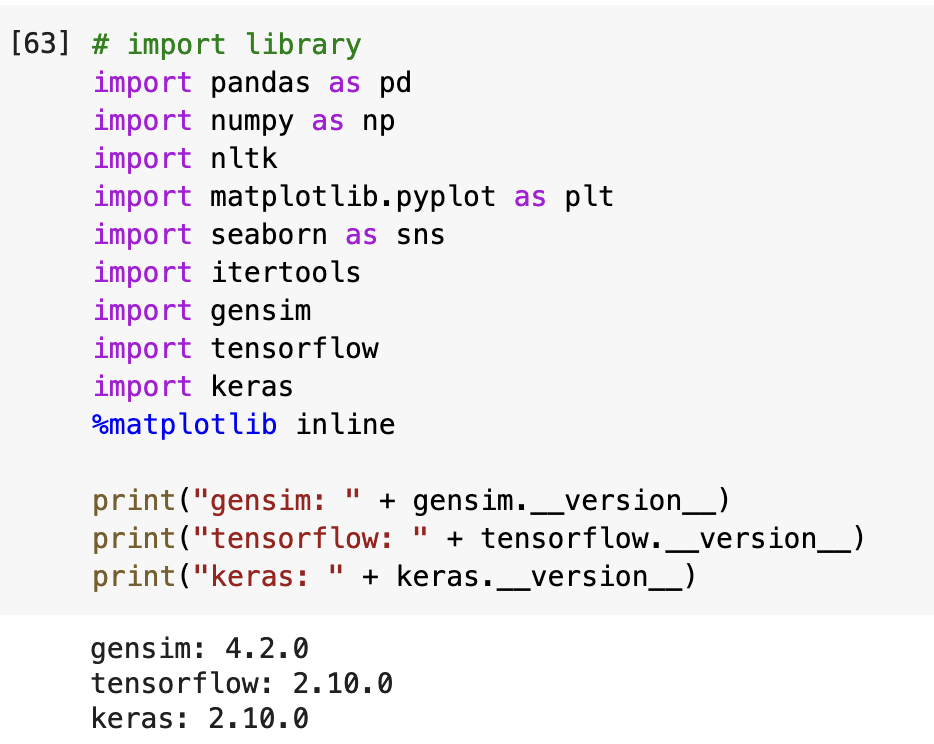 [63] # import library
import pandas as pd
import numpy as np
import nltk
import matplotlib.pyplot as plt
import seaborn as sns
import itertools
import gensim
import tensorflow
import keras
%matplotlib inline
print("gensim: " + gensim.__version__)
print("tensorflow: " + tensorflow.__version__)
print("keras: " + keras.__version__)
gensim: 4.2.0
tensorflow: 2.10.0
keras: 2.10.0